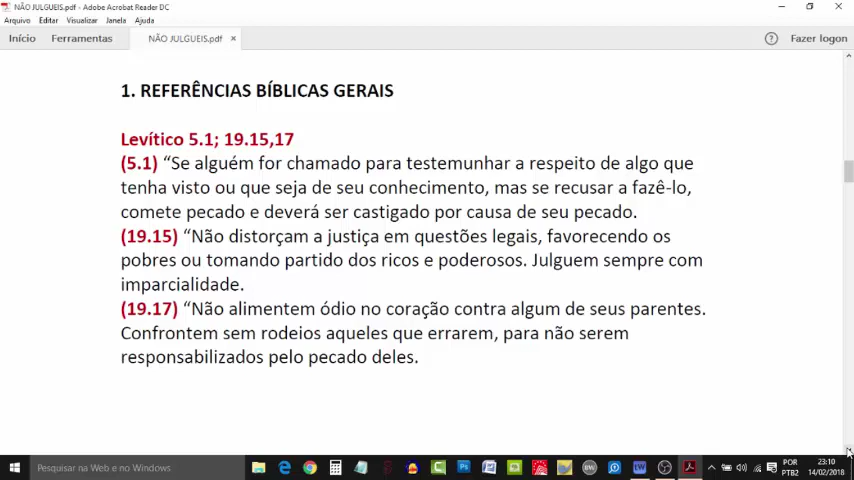 NÃO JULGUEIS.pdf - Adobe Acrobat Reader DC
Arquivo Editar Visualizar Janela Ajuda
Início Ferramentas NÃO JULGUEIS.pdf × ? Fazer logon
1. REFERÊNCIAS BÍBLICAS GERAIS
Levítico 5.1; 19.15,17
(5.1) “Se alguém for chamado para testemunhar a respeito de algo que
tenha visto ou que seja de seu conhecimento, mas se recusar a fazê-lo,
comete pecado e deverá ser castigado por causa de seu pecado.
(19.15) “Não distorçam a justiça em questões legais, favorecendo os
pobres ou tomando partido dos ricos e poderosos. Julguem sempre com
imparcialidade.
(19.17) “Não alimentem ódio no coração contra algum de seus parentes.
Confrontem sem rodeios aqueles que errarem, para não serem
responsabilizados pelo pecado deles.
Pesquisar na Web e no Windows
POR 23:10
PTB2 14/02/2018